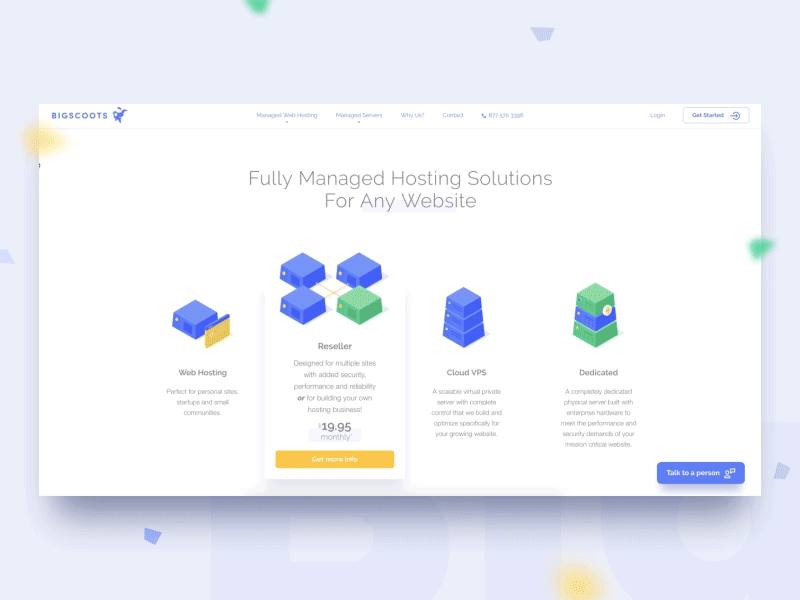 BIGSCOOTS
Managed Web Hosting Managed Servers Why Us? Contact 877 576 3398 Login Get Started
Fully Managed Hosting Solutions
For Any Website
Web Hosting
Perfect for personal sites,
startups and small
communities.
Reseller
Designed for multiple sites
with added security,
performance and reliability
or for building your own
hosting business!
$19.95
monthly*
Get more info
Cloud VPS
A scalable virtual private
server with complete
control that we build and
optimize specifically for
your growing website.
Dedicated
A completely dedicated
physical server built with
enterprise hardware to
meet the performance and
security demands of your
mission critical website.
Talk to a person